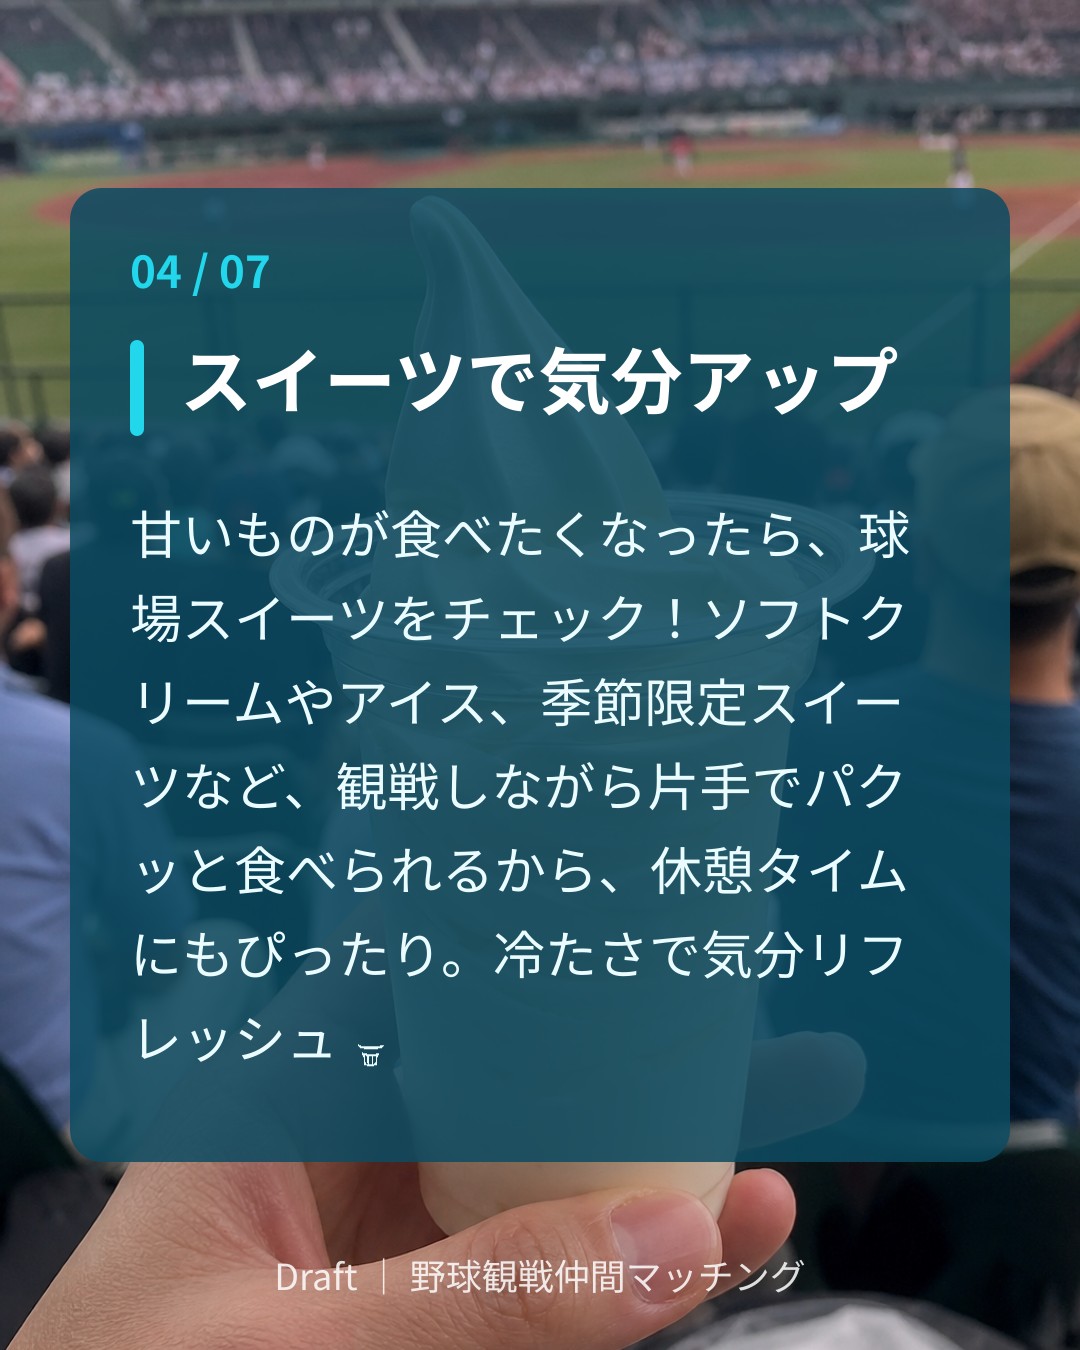 04 / 07
スイーツで気分アップ
甘いものが食べたくなったら、球
場スイーツをチェック！ソフトク
リームやアイス、季節限定スイー
ツなど、観戦しながら片手でパク
ッと食べられるから、休憩タイム
にもぴったり。冷たさで気分リフ
レッシュ
Draft ｜ 野球観戦仲間マッチング